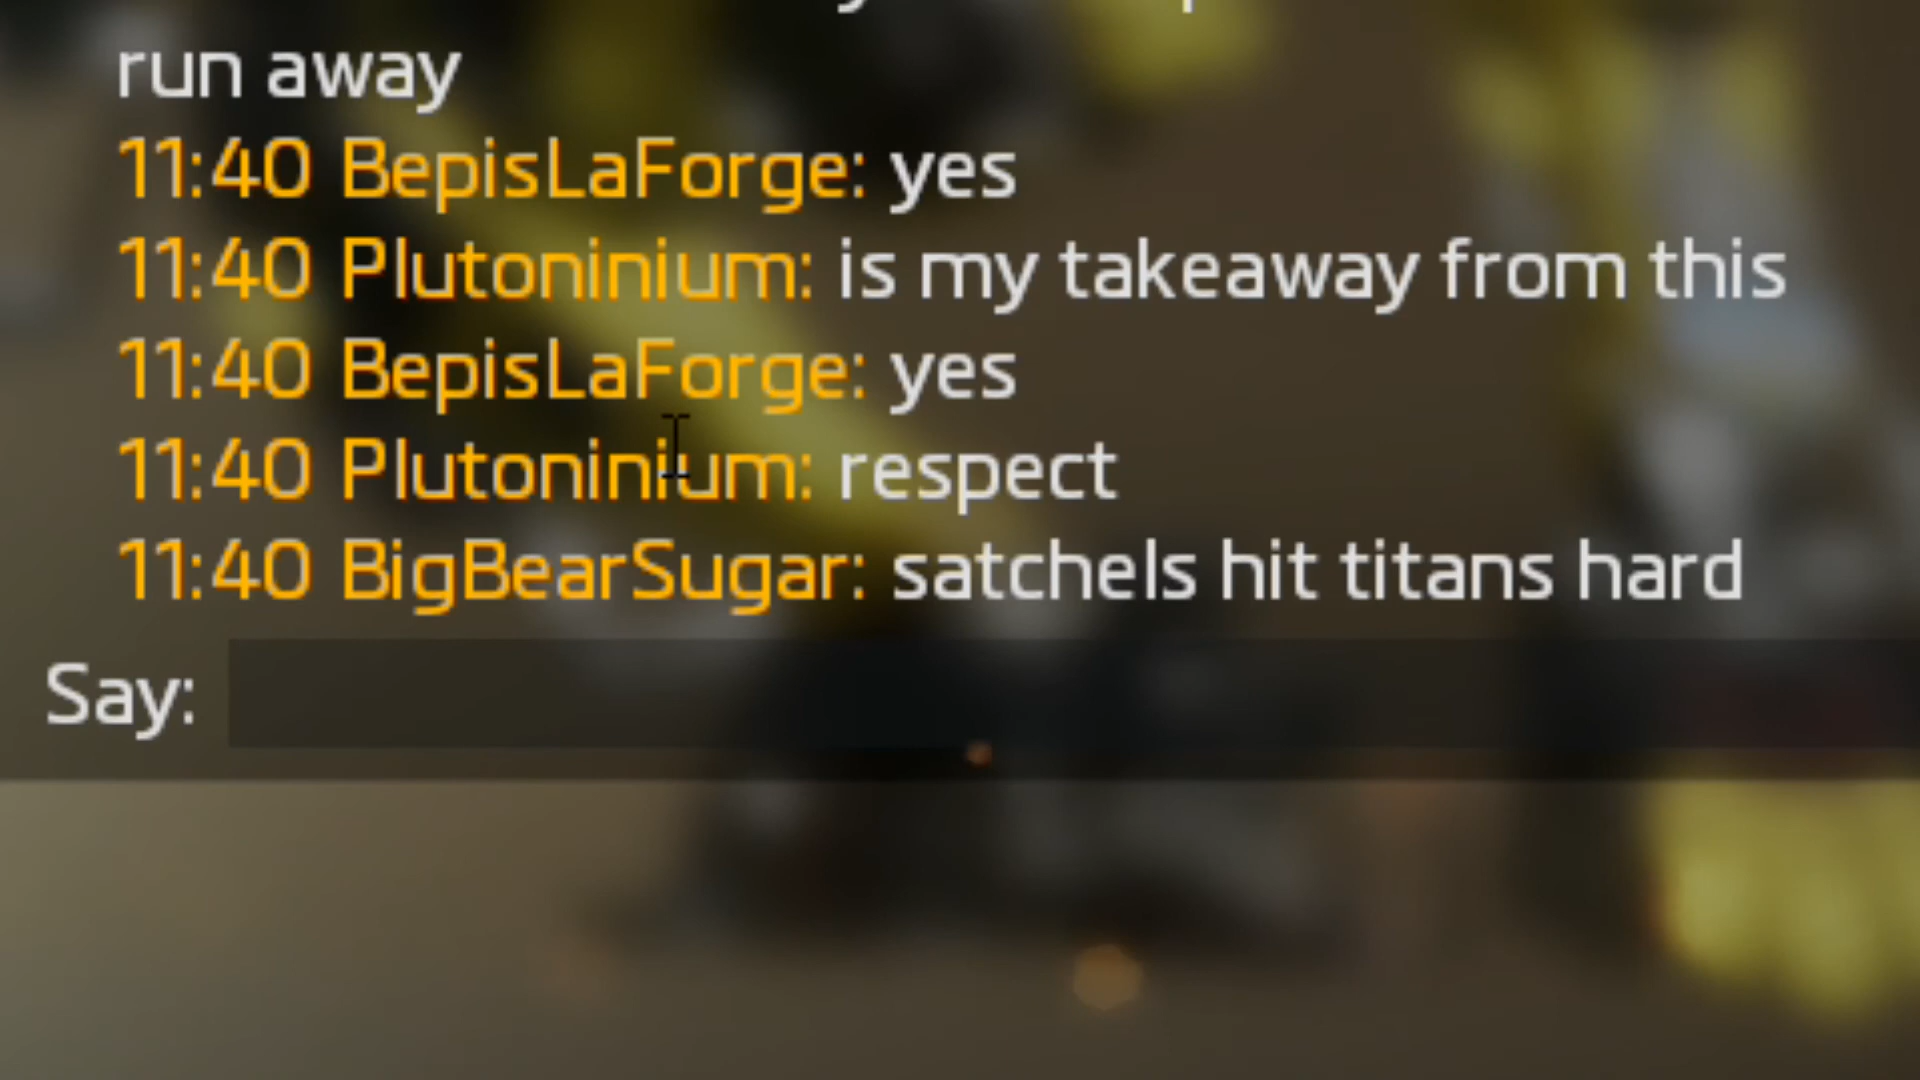 run away
11:40 BepisLaForge: yes
11:40 Plutoninium: is my takeaway from this
11:40 BepisLaForge: yes
11:40 Plutoninium: respect
11:40 BigBearSugar: satchels hit titans hard
Say: